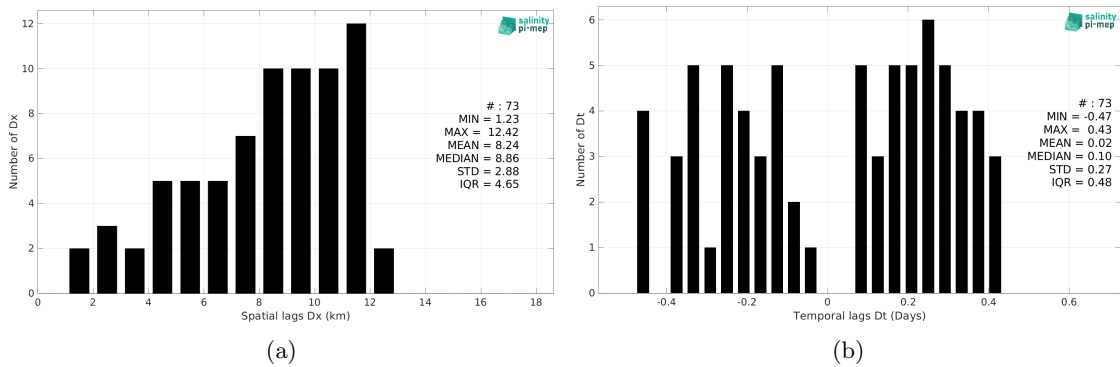 12
10
8
6
4
2
0
Number of Dx
salinity
pi-mep
# : 73
MIN = 1.23
MAX = 12.42
MEAN = 8.24
MEDIAN = 8.86
STD = 2.88
IQR = 4.65
0 2 4 6 8 10 12 14 16 18
Spatial lags Dx (km)
(a)
6
5
4
3
2
1
0
Number of Dt
salinity
pi-mep
# : 73
MIN = -0.47
MAX = 0.43
MEAN = 0.02
MEDIAN = 0.10
STD = 0.27
IQR = 0.48
-0.4 -0.2 0 0.2 0.4 0.6
Temporal lags Dt (Days)
(b)